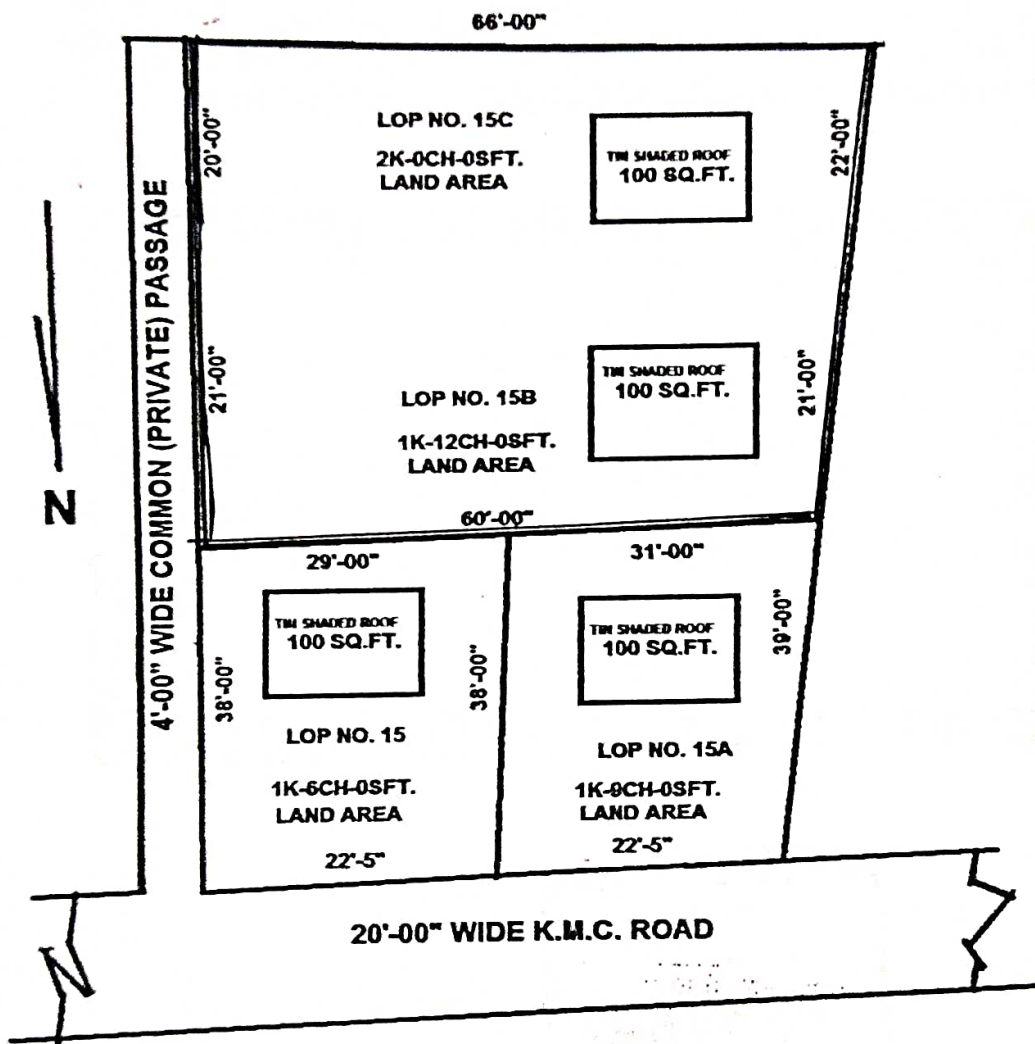 66'-00"
20'-00"
LOP NO. 15C
2K-0CH-0SFT.
LAND AREA
TIN SHADED ROOF
100 SQ.FT.
22'-00"
4'-00" WIDE COMMON (PRIVATE) PASSAGE
21'-00"
LOP NO. 15B
1K-12CH-0SFT.
LAND AREA
TIN SHADED ROOF
100 SQ.FT.
21'-00"
N
60'-00"
29'-00"
31'-00"
TIN SHADED ROOF
100 SQ.FT.
38'-00"
38'-00"
LOP NO. 15
1K-6CH-0SFT.
LAND AREA
22'-5"
TIN SHADED ROOF
100 SQ.FT.
39'-00"
LOP NO. 15A
1K-9CH-0SFT.
LAND AREA
22'-5"
20'-00" WIDE K.M.C. ROAD